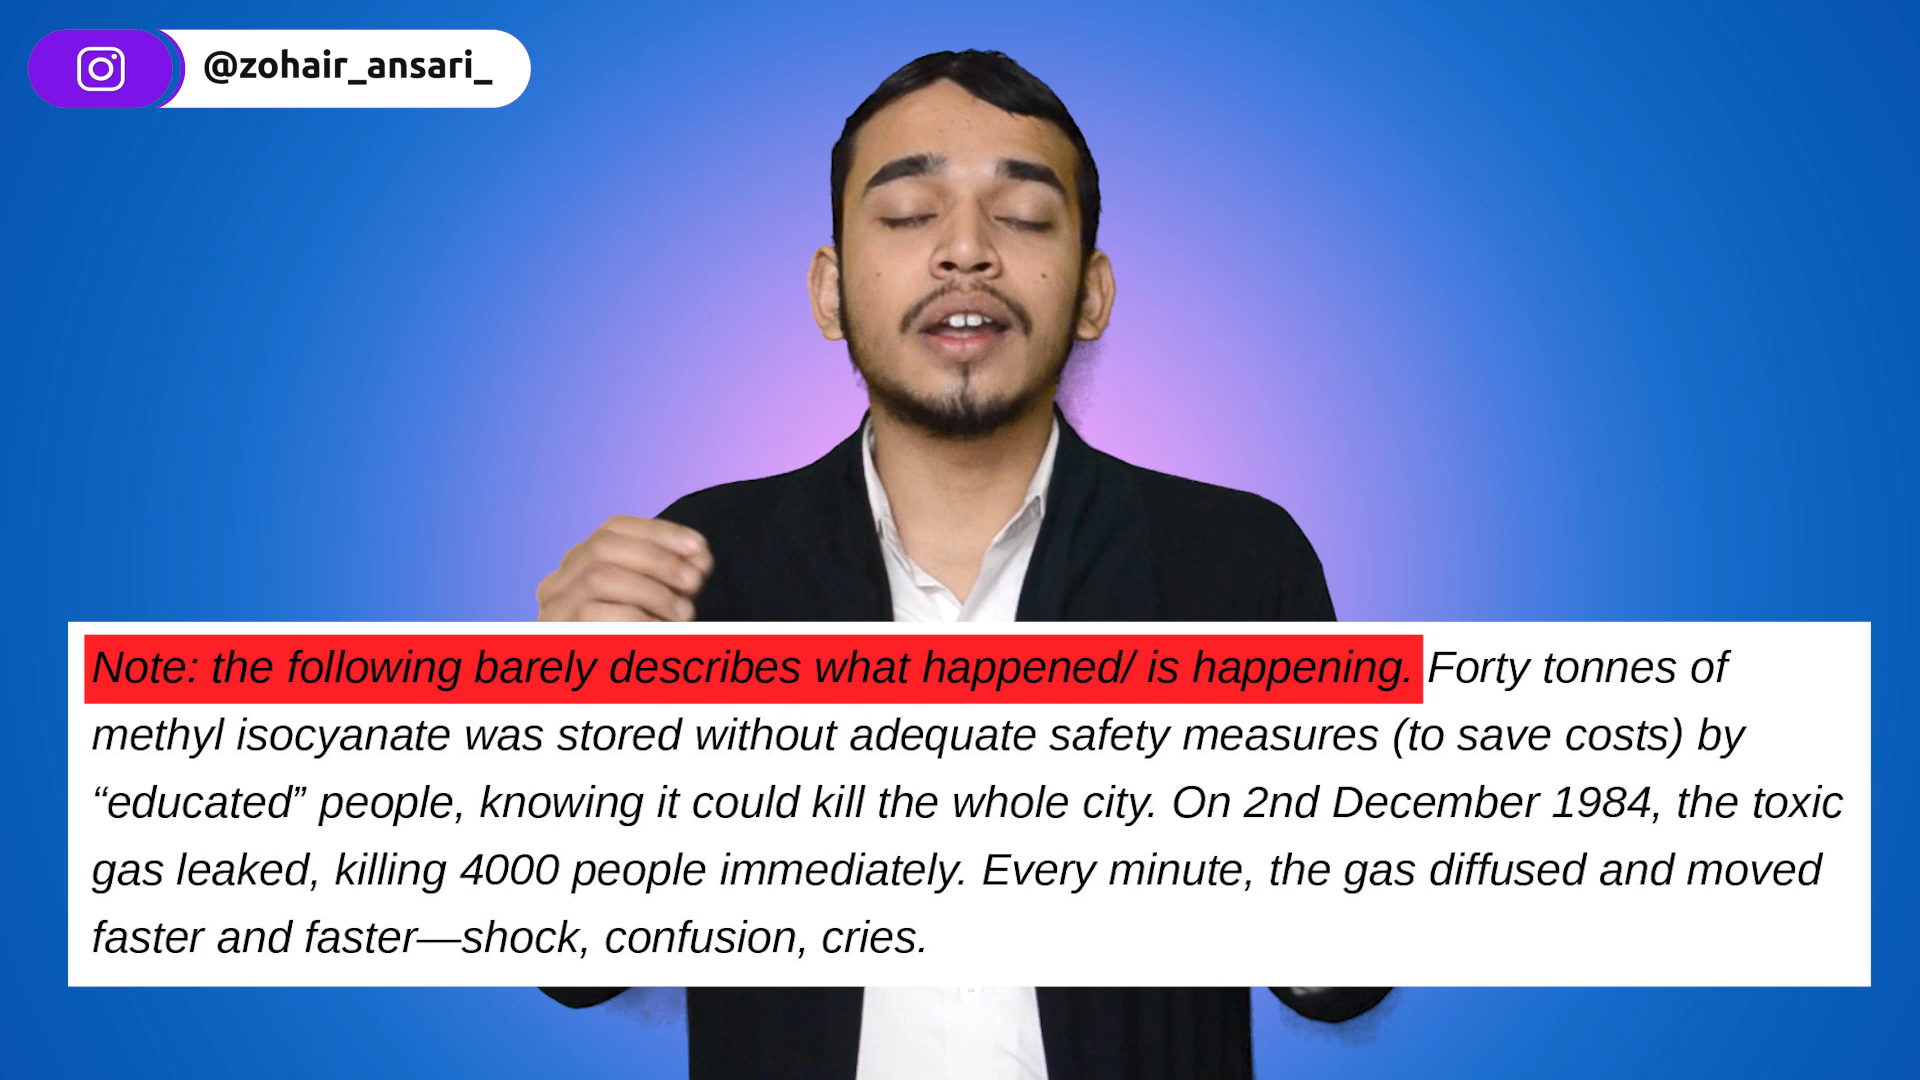 @zohair_ansari_
Note: the following barely describes what happened/ is happening. Forty tonnes of
methyl isocyanate was stored without adequate safety measures (to save costs) by
“educated” people, knowing it could kill the whole city. On 2nd December 1984, the toxic
gas leaked, killing 4000 people immediately. Every minute, the gas diffused and moved
faster and faster—shock, confusion, cries.